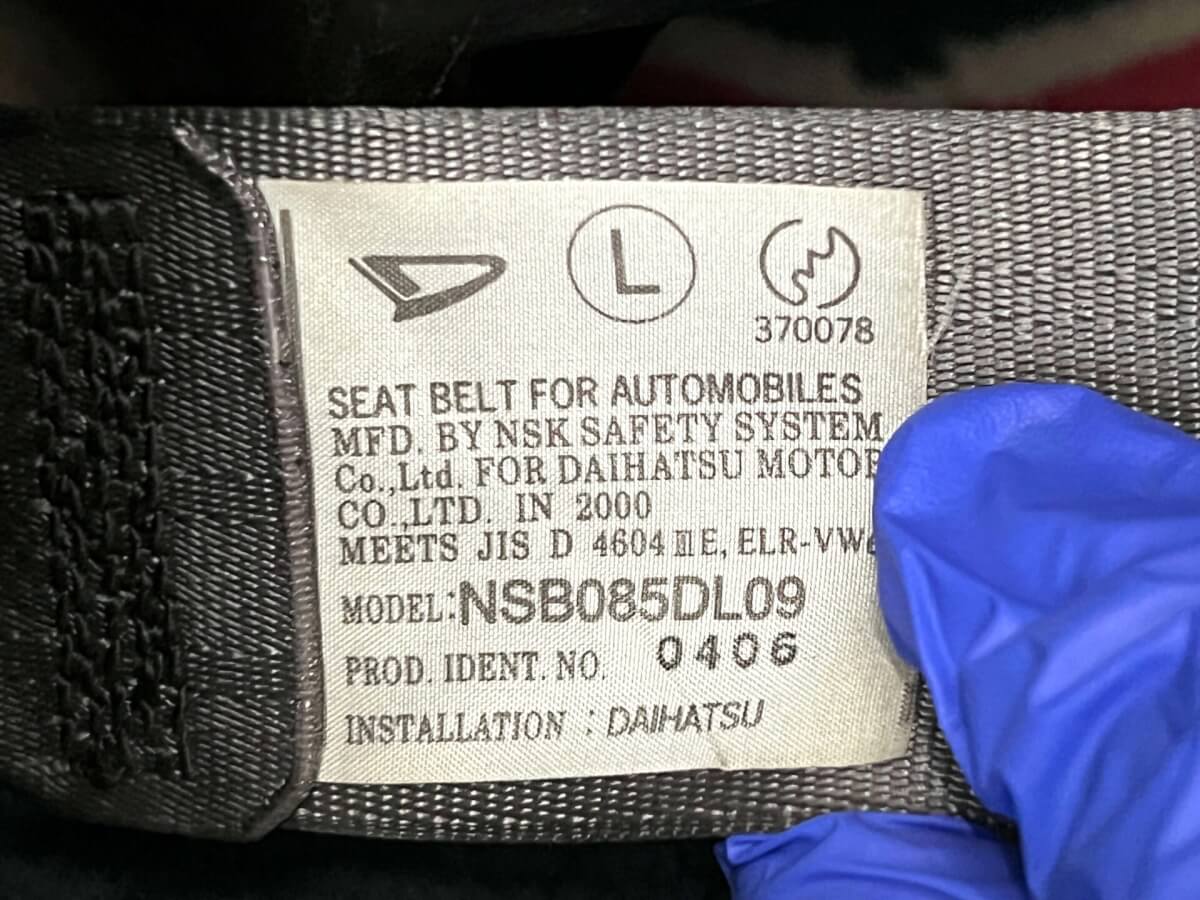 L
370078
SEAT BELT FOR AUTOMOBILES
MFD. BY NSK SAFETY SYSTEM
Co.,Ltd. FOR DAIHATSU MOTOR
CO.,LTD. IN 2000
MEETS JIS D 4604 ⅢE, ELR-VW
MODEL:NSB085DL09
PROD. IDENT. NO. 0406
INSTALLATION : DAIHATSU